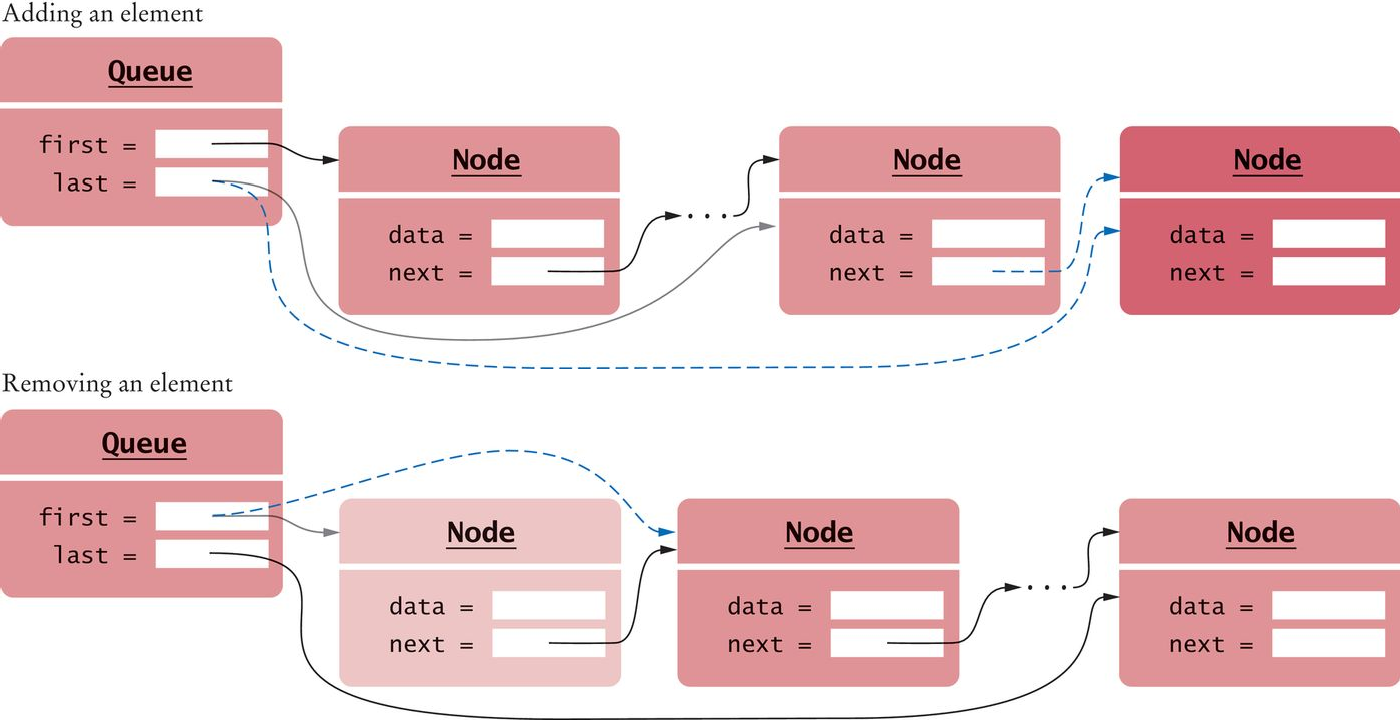 Adding an element
Queue
first =
last =
Node
data =
next =
....
Node
data =
next =
Node
data =
next =
Removing an element
Queue
first =
last =
Node
data =
next =
Node
data =
next =
....
Node
data =
next =